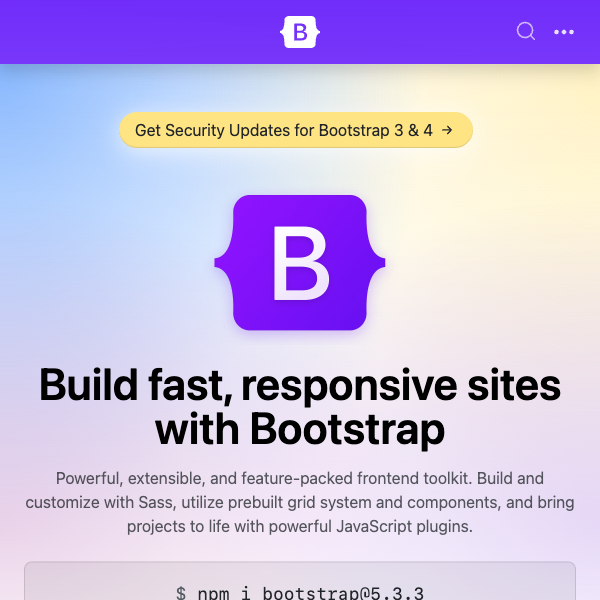 B
Get Security Updates for Bootstrap 3 & 4 →
B
Build fast, responsive sites
with Bootstrap
Powerful, extensible, and feature-packed frontend toolkit. Build and
customize with Sass, utilize prebuilt grid system and components, and bring
projects to life with powerful JavaScript plugins.
$ npm i bootstrap@5.3.3